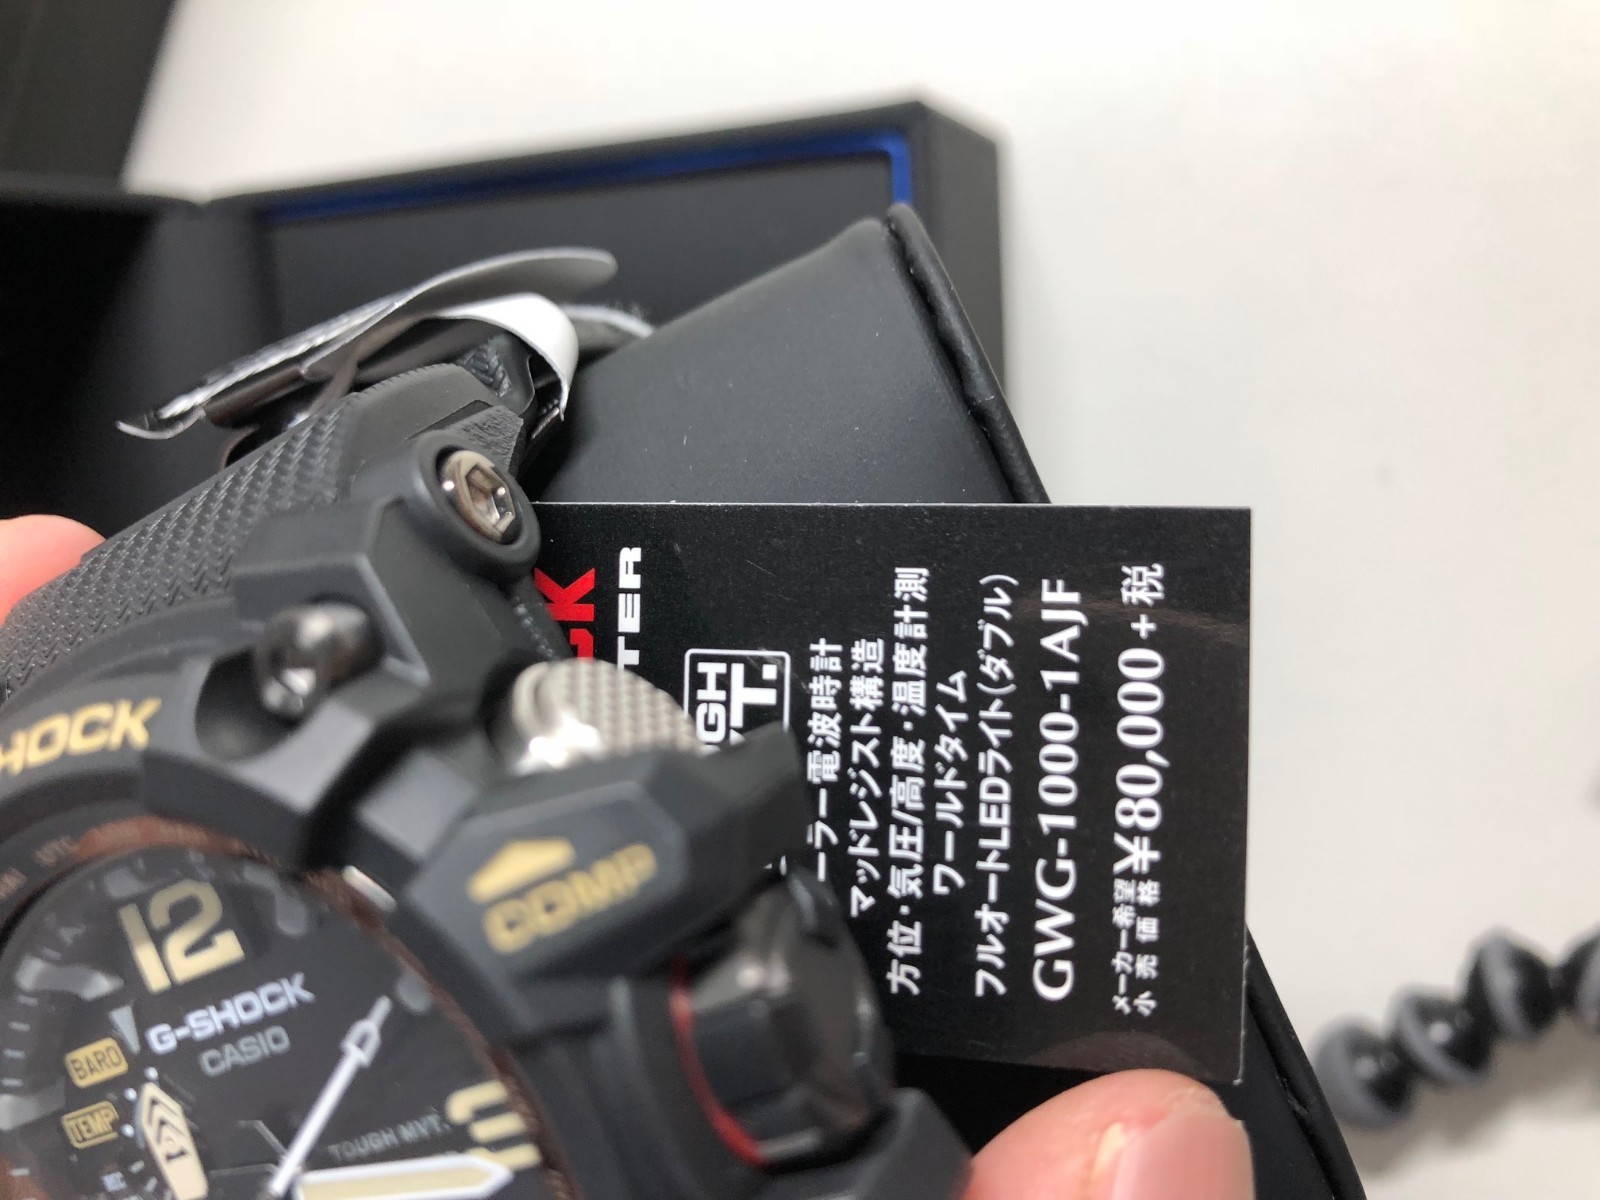 TER
GH
T.
ーラー電波時計
マッドレジスト構造
方位・気圧/高度・温度計測
ワールドタイム
フルオートLEDライト(ダブル)
GWG-1000-1AJF
メーカー希望
小売価格 ¥80,000+税
HOCK
COMP
12
G-SHOCK
CASIO
BARO
TEMP
TOUGH MVT.